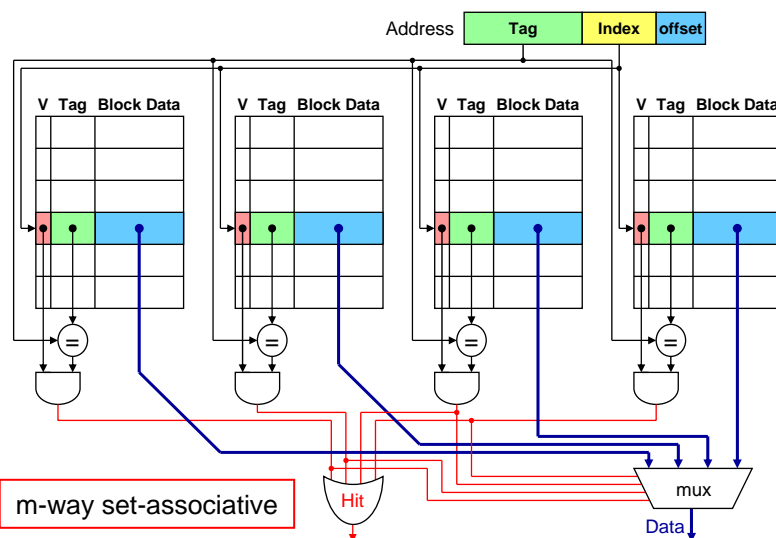 Address Tag Index offset
V Tag Block Data V Tag Block Data V Tag Block Data V Tag Block Data
= = = =
m-way set-associative
Hit
mux
Data